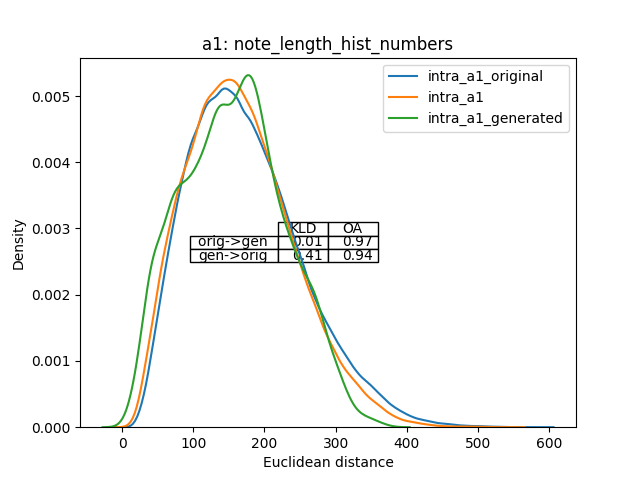 a1: note_length_hist_numbers
intra_a1_original
intra_a1
intra_a1_generated
0.005
0.004
0.003
0.002
0.001
0.000
Density
KLD OA
orig->gen 0.01 0.97
gen->orig 0.41 0.94
0 100 200 300 400 500 600
Euclidean distance